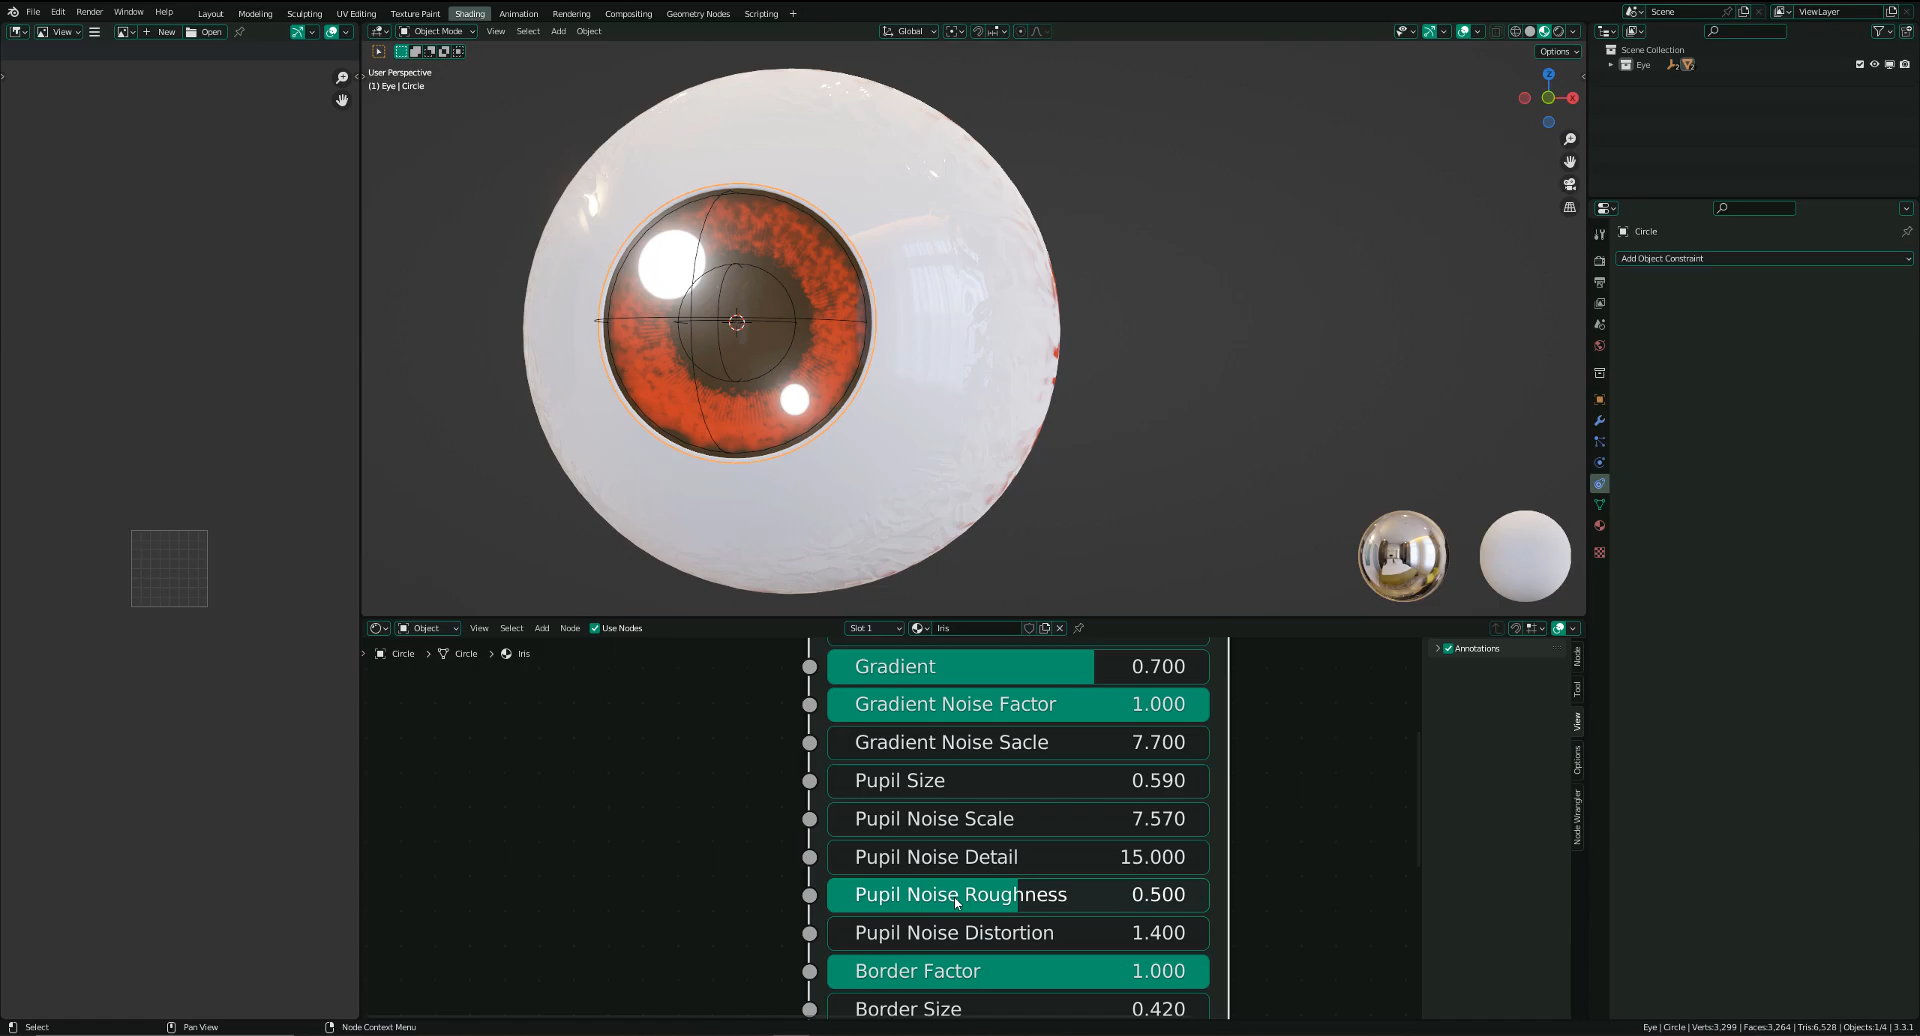 File Edit Render Window Help Layout Modeling Sculpting UV Editing Texture Paint Shading Animation Rendering Compositing Geometry Nodes Scripting + Scene ViewLayer
View New Open Object Mode View Select Add Object Global
Options
User Perspective
(1) Eye | Circle
Z
X
Scene Collection
Eye
Circle
Add Object Constraint
Object View Select Add Node Use Nodes Slot 1 Iris
Circle > Circle > Iris
Annotations
Node
Tool
View
Options
Node Wrangler
Gradient 0.700
Gradient Noise Factor 1.000
Gradient Noise Sacle 7.700
Pupil Size 0.590
Pupil Noise Scale 7.570
Pupil Noise Detail 15.000
Pupil Noise Roughness 0.500
Pupil Noise Distortion 1.400
Border Factor 1.000
Border Size 0.420
Select Pan View Node Context Menu Eye | Circle | Verts:3,299 | Faces:3,264 | Tris:6,528 | Objects:1/4 | 3.3.1